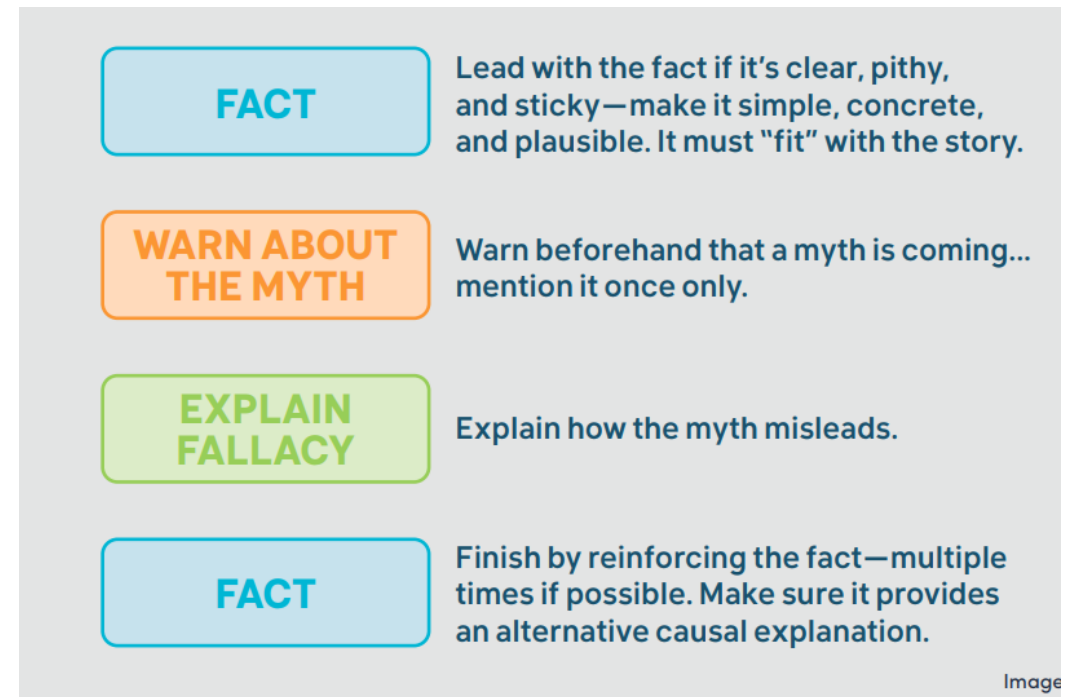 FACT
Lead with the fact if it's clear, pithy,
and sticky—make it simple, concrete,
and plausible. It must “fit” with the story.
WARN ABOUT
THE MYTH
Warn beforehand that a myth is coming...
mention it once only.
EXPLAIN
FALLACY
Explain how the myth misleads.
FACT
Finish by reinforcing the fact—multiple
times if possible. Make sure it provides
an alternative causal explanation.
Image